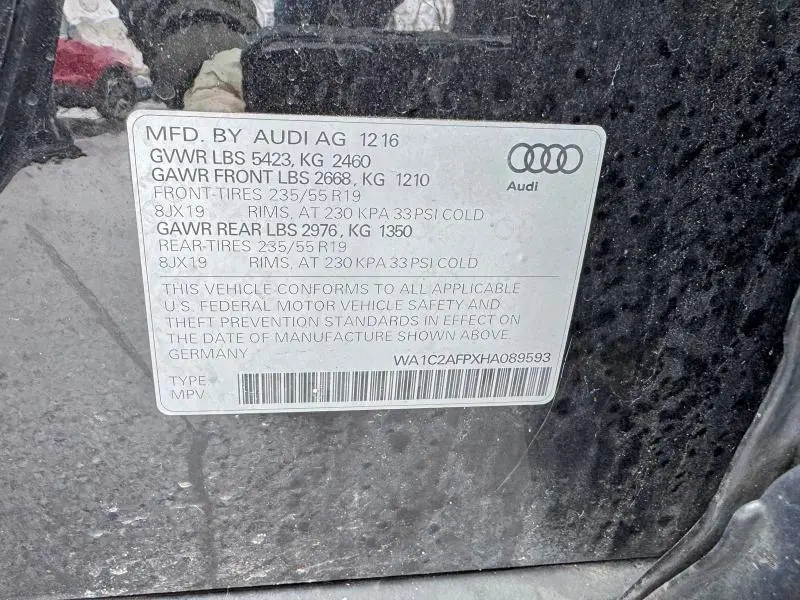 MFD. BY AUDI AG 12 16
GVWR LBS 5423, KG 2460
GAWR FRONT LBS 2668, KG 1210
FRONT-TIRES 235/55 R19
8JX19 RIMS, AT 230 KPA 33 PSI COLD
GAWR REAR LBS 2976, KG 1350
REAR-TIRES 235/55 R19
8JX19 RIMS, AT 230 KPA 33 PSI COLD
Audi
THIS VEHICLE CONFORMS TO ALL APPLICABLE
U.S. FEDERAL MOTOR VEHICLE SAFETY AND
THEFT PREVENTION STANDARDS IN EFFECT ON
THE DATE OF MANUFACTURE SHOWN ABOVE.
GERMANY WA1C2AFPXHA089593
TYPE
MPV